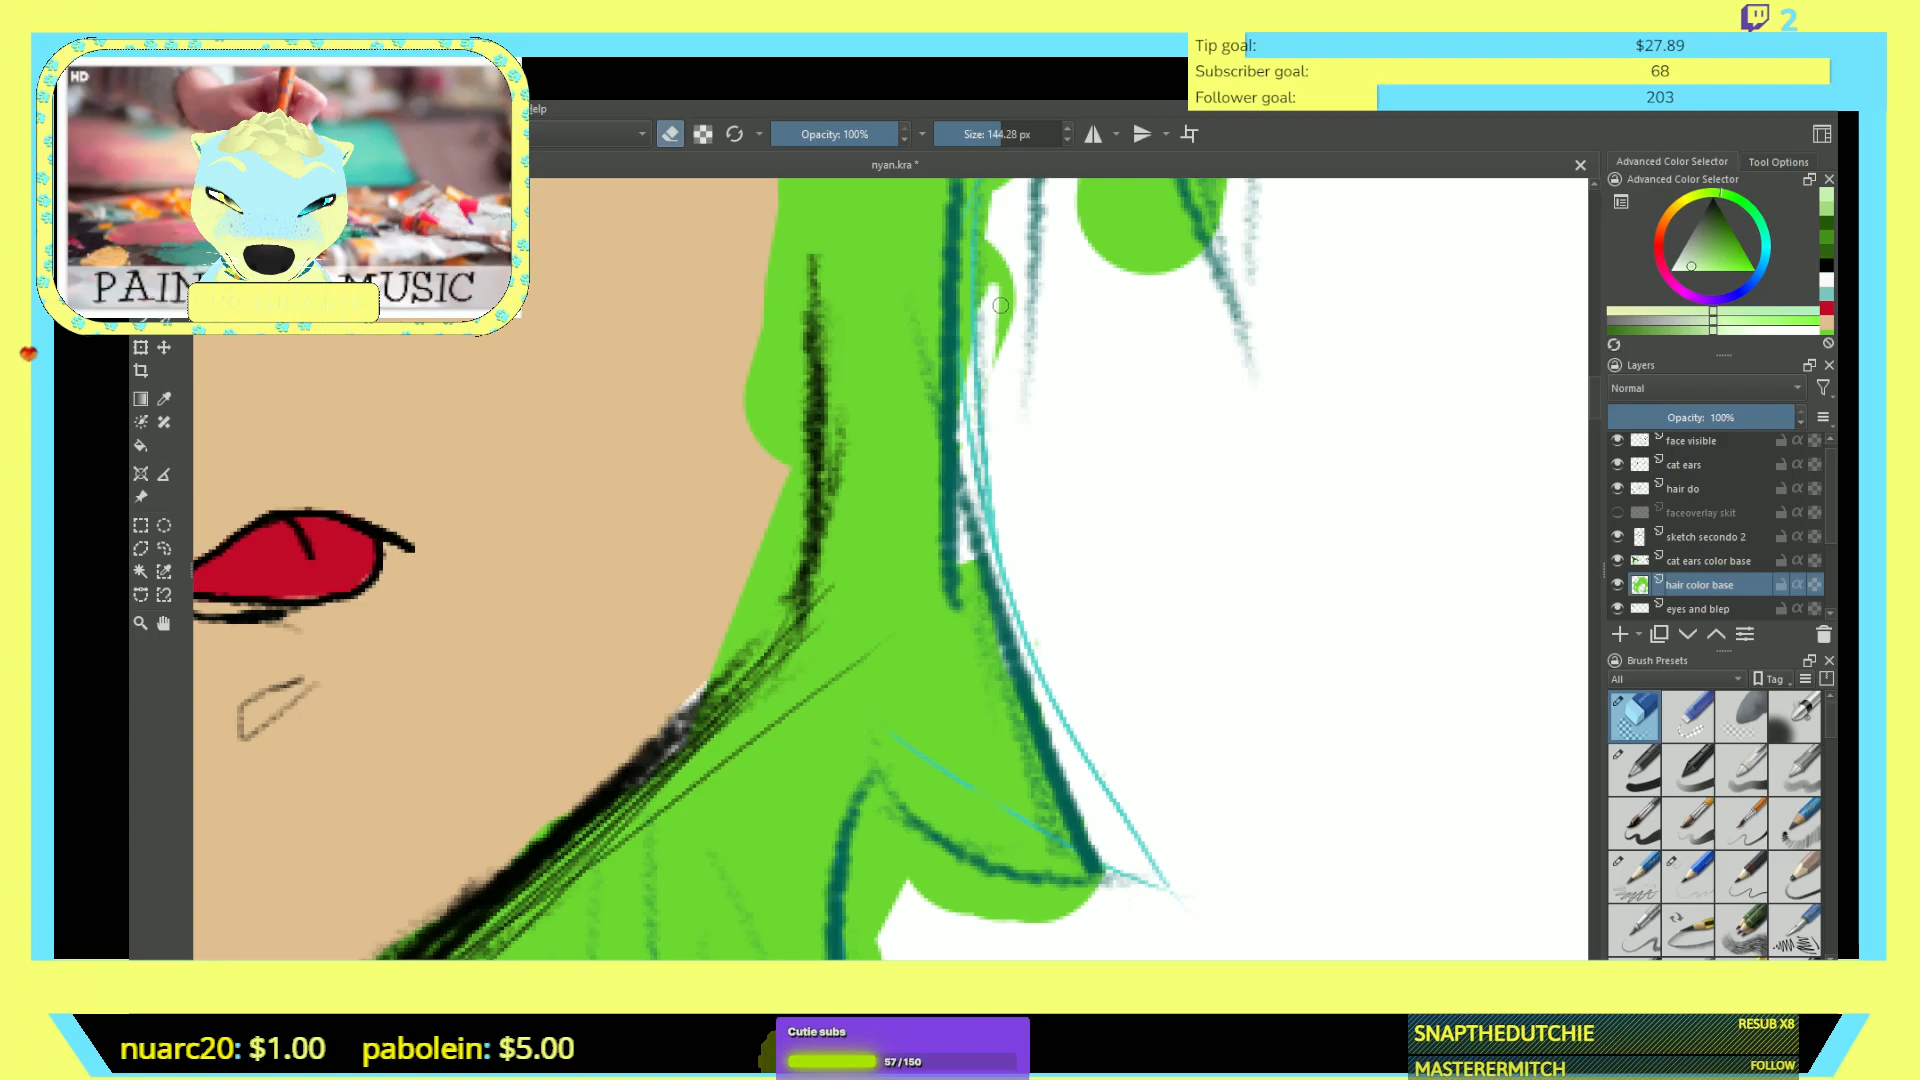 2
Tip goal: $27.89
Subscriber goal: 68
Follower goal: 203
HD
MUSIC
Opacity: 100%
Size: 144.28 px
nyan.kra *
Advanced Color Selector
Tool Options
Advanced Color Selector
Layers
Normal
Opacity: 100%
face visible
cat ears
hair do
faceoverlay skit
sketch secondo 2
cat ears color base
hair color base
eyes and blep
Brush Presets
All
Tag
nuarc20: $1.00 pabolein: $5.00
Cutie subs
57/150
SNAPTHEDUTCHIE RESUB X8
MASTERERMITCH FOLLOW